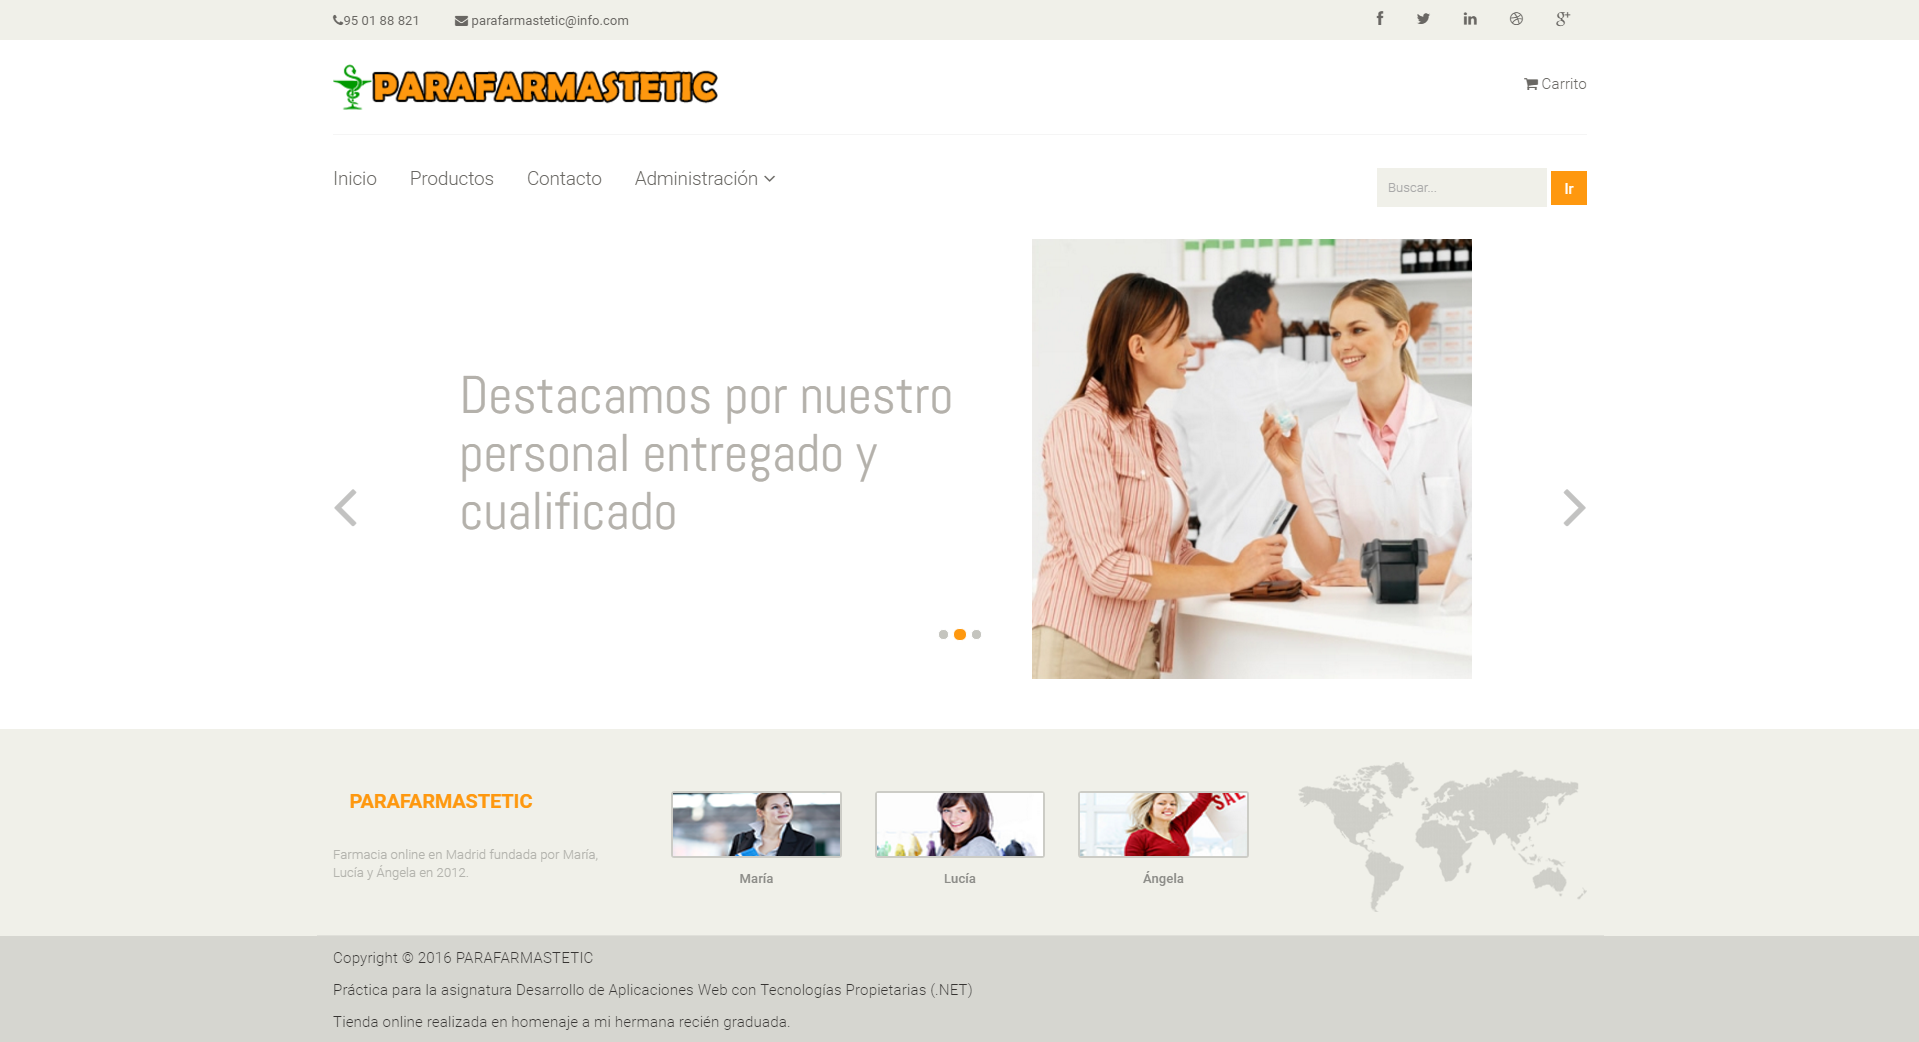 95 01 88 821
parafarmastetic@info.com
PARAFARMASTETIC
Carrito
Inicio
Productos
Contacto
Administración
Buscar...
Ir
Destacamos por nuestro
personal entregado y
cualificado
PARAFARMASTETIC
Farmacia online en Madrid fundada por María,
Lucía y Ángela en 2012.
SAL
María
Lucía
Ángela
Copyright © 2016 PARAFARMASTETIC
Práctica para la asignatura Desarrollo de Aplicaciones Web con Tecnologías Propietarias (.NET)
Tienda online realizada en homenaje a mi hermana recién graduada.